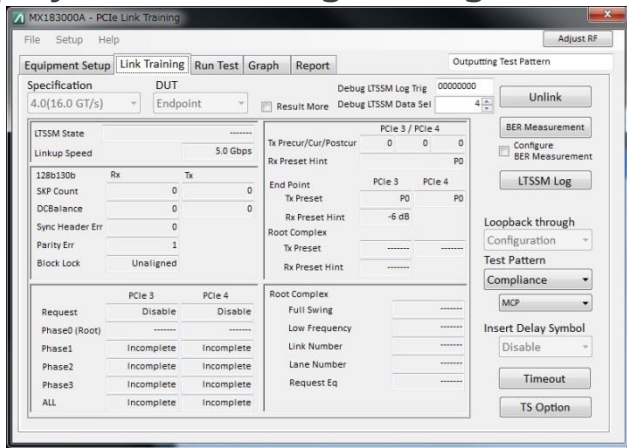 MX183000A - PCIe Link Training
File Setup Help
Adjust RF
Equipment Setup Link Training Run Test Graph Report
Outputting Test Pattern
Specification DUT
4.0(16.0 GT/s) Endpoint
Result More
Debug LTSSM Log Trig 00000000
Debug LTSSM Data Sel 4
Unlink
LTSSM State --------
Linkup Speed 5.0 Gbps
128b130b Rx Tx
SKP Count 0 0
DCBalance 0 0
Sync Header Err 0
Parity Err 1
Block Lock Unaligned
PCIe 3 / PCIe 4
Tx Precur/Cur/Postcur 0 0 0
Rx Preset Hint P0
End Point PCIe 3 PCIe 4
Tx Preset P0 P0
Rx Preset Hint -6 dB
Root Complex
Tx Preset -------- --------
Rx Preset Hint --------
PCIe 3 PCIe 4
Request Disable Disable
Phase0 (Root) -------- --------
Phase1 Incomplete Incomplete
Phase2 Incomplete Incomplete
Phase3 Incomplete Incomplete
ALL Incomplete Incomplete
Root Complex
Full Swing --------
Low Frequency --------
Link Number --------
Lane Number --------
Request Eq --------
BER Measurement
Configure
BER Measurement
LTSSM Log
Loopback through
Configuration
Test Pattern
Compliance
MCP
Insert Delay Symbol
Disable
Timeout
TS Option